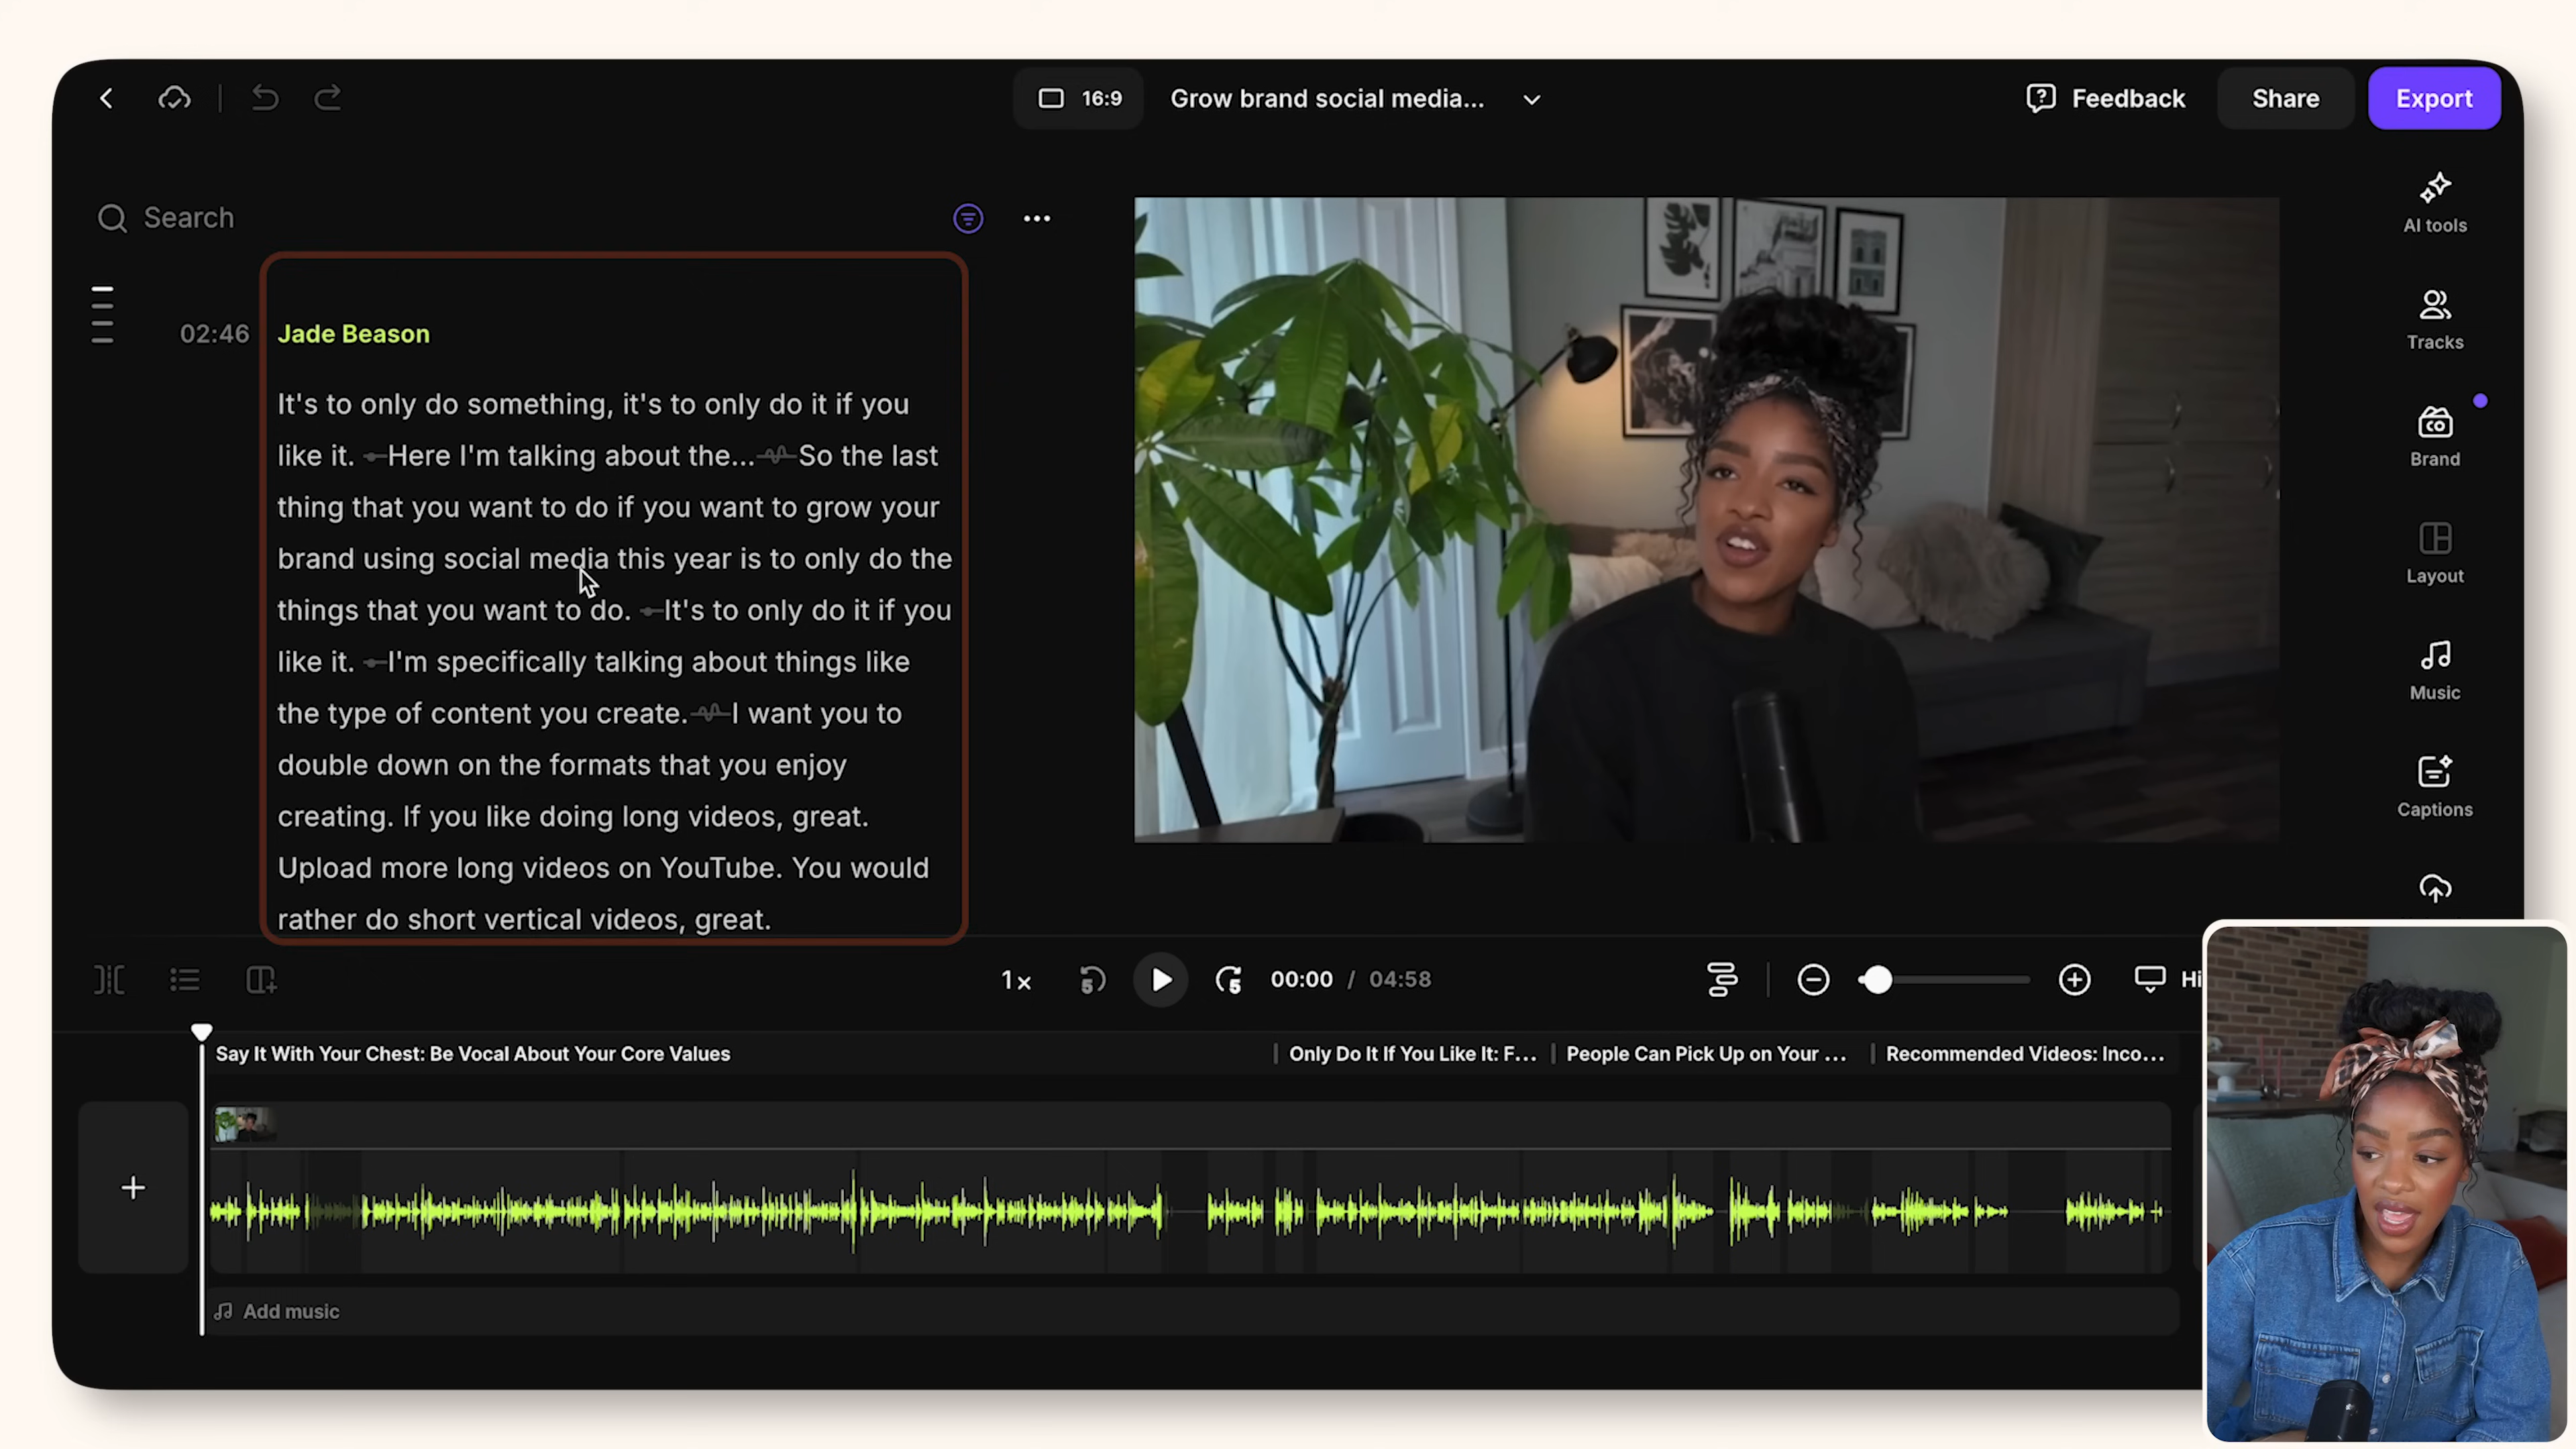 16:9
Grow brand social media...
Feedback
Share
Export
Search
02:46
Jade Beason
It's to only do something, it's to only do it if you
like it. Here I'm talking about the... So the last
thing that you want to do if you want to grow your
brand using social media this year is to only do the
things that you want to do. It's to only do it if you
like it. I'm specifically talking about things like
the type of content you create. I want you to
double down on the formats that you enjoy
creating. If you like doing long videos, great.
Upload more long videos on YouTube. You would
rather do short vertical videos, great.
AI tools
Tracks
Brand
Layout
Music
Captions
1x
5
5
00:00 / 04:58
Hi
Say It With Your Chest: Be Vocal About Your Core Values
Only Do It If You Like It: F...
People Can Pick Up on Your ...
Recommended Videos: Inco...
Add music